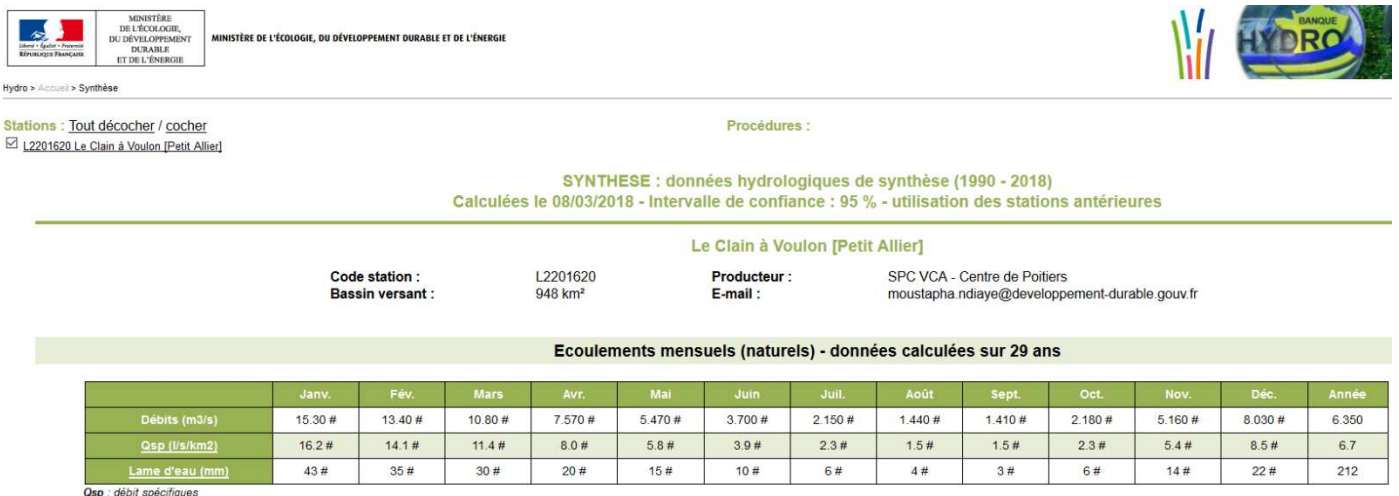 MINISTÈRE
DE L'ÉCOLOGIE,
DU DÉVELOPPEMENT
DURABLE
ET DE L'ÉNERGIE
Liberté • Égalité • Fraternité
RÉPUBLIQUE FRANÇAISE
MINISTÈRE DE L'ÉCOLOGIE, DU DÉVELOPPEMENT DURABLE ET DE L'ÉNERGIE
BANQUE
HYDRO
Hydro > Accueil > Synthèse
Stations : Tout décocher / cocher
Procédures :
L2201620 Le Clain à Voulon [Petit Allier]
SYNTHESE : données hydrologiques de synthèse (1990 - 2018)
Calculées le 08/03/2018 - Intervalle de confiance : 95 % - utilisation des stations antérieures
Le Clain à Voulon [Petit Allier]
Code station : L2201620 Producteur : SPC VCA - Centre de Poitiers
Bassin versant : 948 km² E-mail : moustapha.ndiaye@developpement-durable.gouv.fr
Ecoulements mensuels (naturels) - données calculées sur 29 ans
Janv. Fév. Mars Avr. Mai Juin Juil. Août Sept. Oct. Nov. Déc. Année
Débits (m3/s) 15.30 # 13.40 # 10.80 # 7.570 # 5.470 # 3.700 # 2.150 # 1.440 # 1.410 # 2.180 # 5.160 # 8.030 # 6.350
Qsp (l/s/km2) 16.2 # 14.1 # 11.4 # 8.0 # 5.8 # 3.9 # 2.3 # 1.5 # 1.5 # 2.3 # 5.4 # 8.5 # 6.7
Lame d'eau (mm) 43 # 35 # 30 # 20 # 15 # 10 # 6 # 4 # 3 # 6 # 14 # 22 # 212
Qsp : débit spécifiques